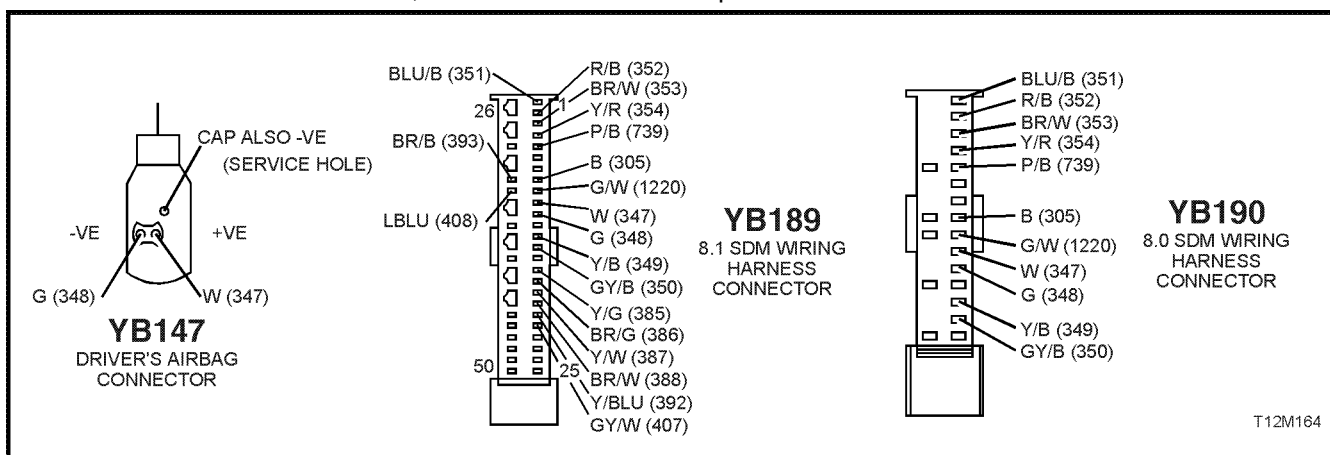 CAP ALSO -VE
(SERVICE HOLE)
-VE
+VE
G (348)
W (347)
YB147
DRIVER'S AIRBAG
CONNECTOR
BLU/B (351)
R/B (352)
BR/W (353)
Y/R (354)
P/B (739)
26
1
BR/B (393)
B (305)
G/W (1220)
LBLU (408)
W (347)
G (348)
Y/B (349)
GY/B (350)
Y/G (385)
BR/G (386)
Y/W (387)
BR/W (388)
Y/BLU (392)
GY/W (407)
50
25
YB189
8.1 SDM WIRING
HARNESS
CONNECTOR
BLU/B (351)
R/B (352)
BR/W (353)
Y/R (354)
P/B (739)
B (305)
G/W (1220)
W (347)
G (348)
Y/B (349)
GY/B (350)
YB190
8.0 SDM WIRING
HARNESS
CONNECTOR
T12M164